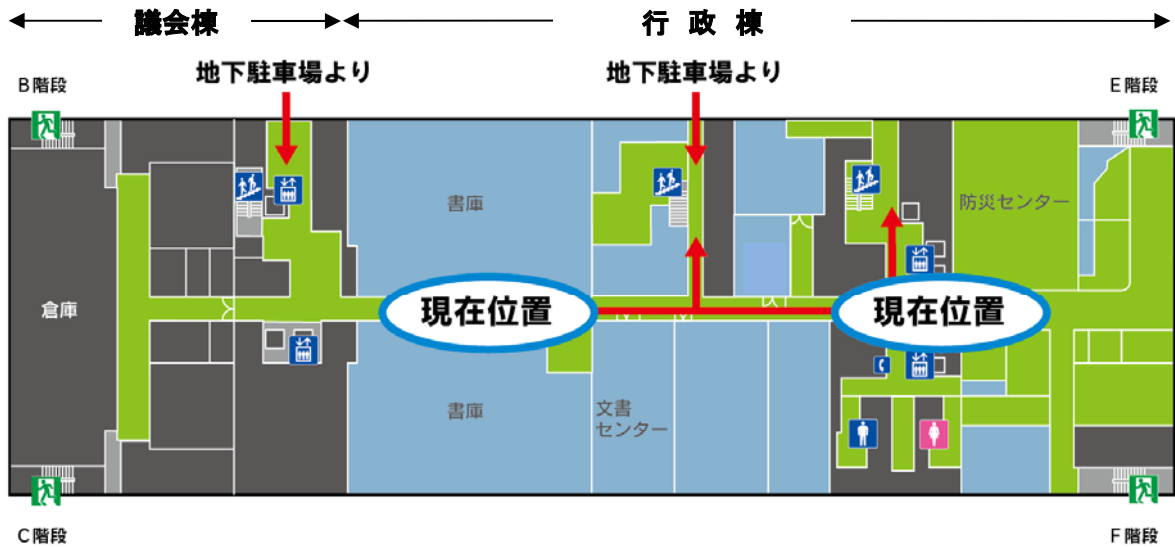 議会棟
行 政 棟
地下駐車場より
地下駐車場より
B階段
E階段
書庫
防災センター
倉庫
現在位置
現在位置
書庫
文書
センター
C階段
F階段